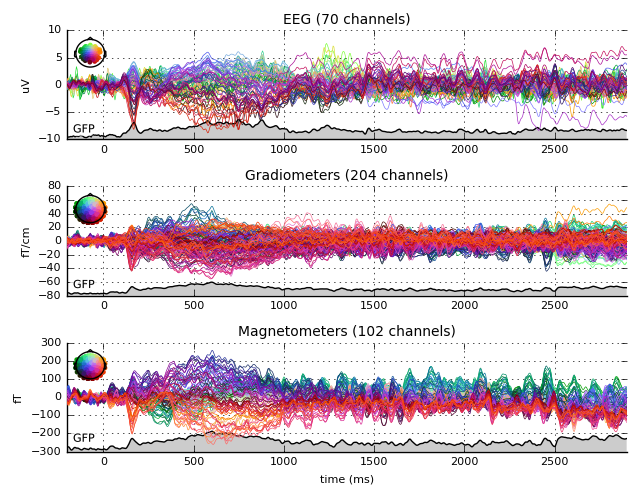 EEG (70 channels)
10
5
0
−5
−10
uV
GFP
0 500 1000 1500 2000 2500
Gradiometers (204 channels)
80
60
40
20
0
−20
−40
−60
−80
fT/cm
GFP
0 500 1000 1500 2000 2500
Magnetometers (102 channels)
300
200
100
0
−100
−200
−300
fT
GFP
0 500 1000 1500 2000 2500
time (ms)